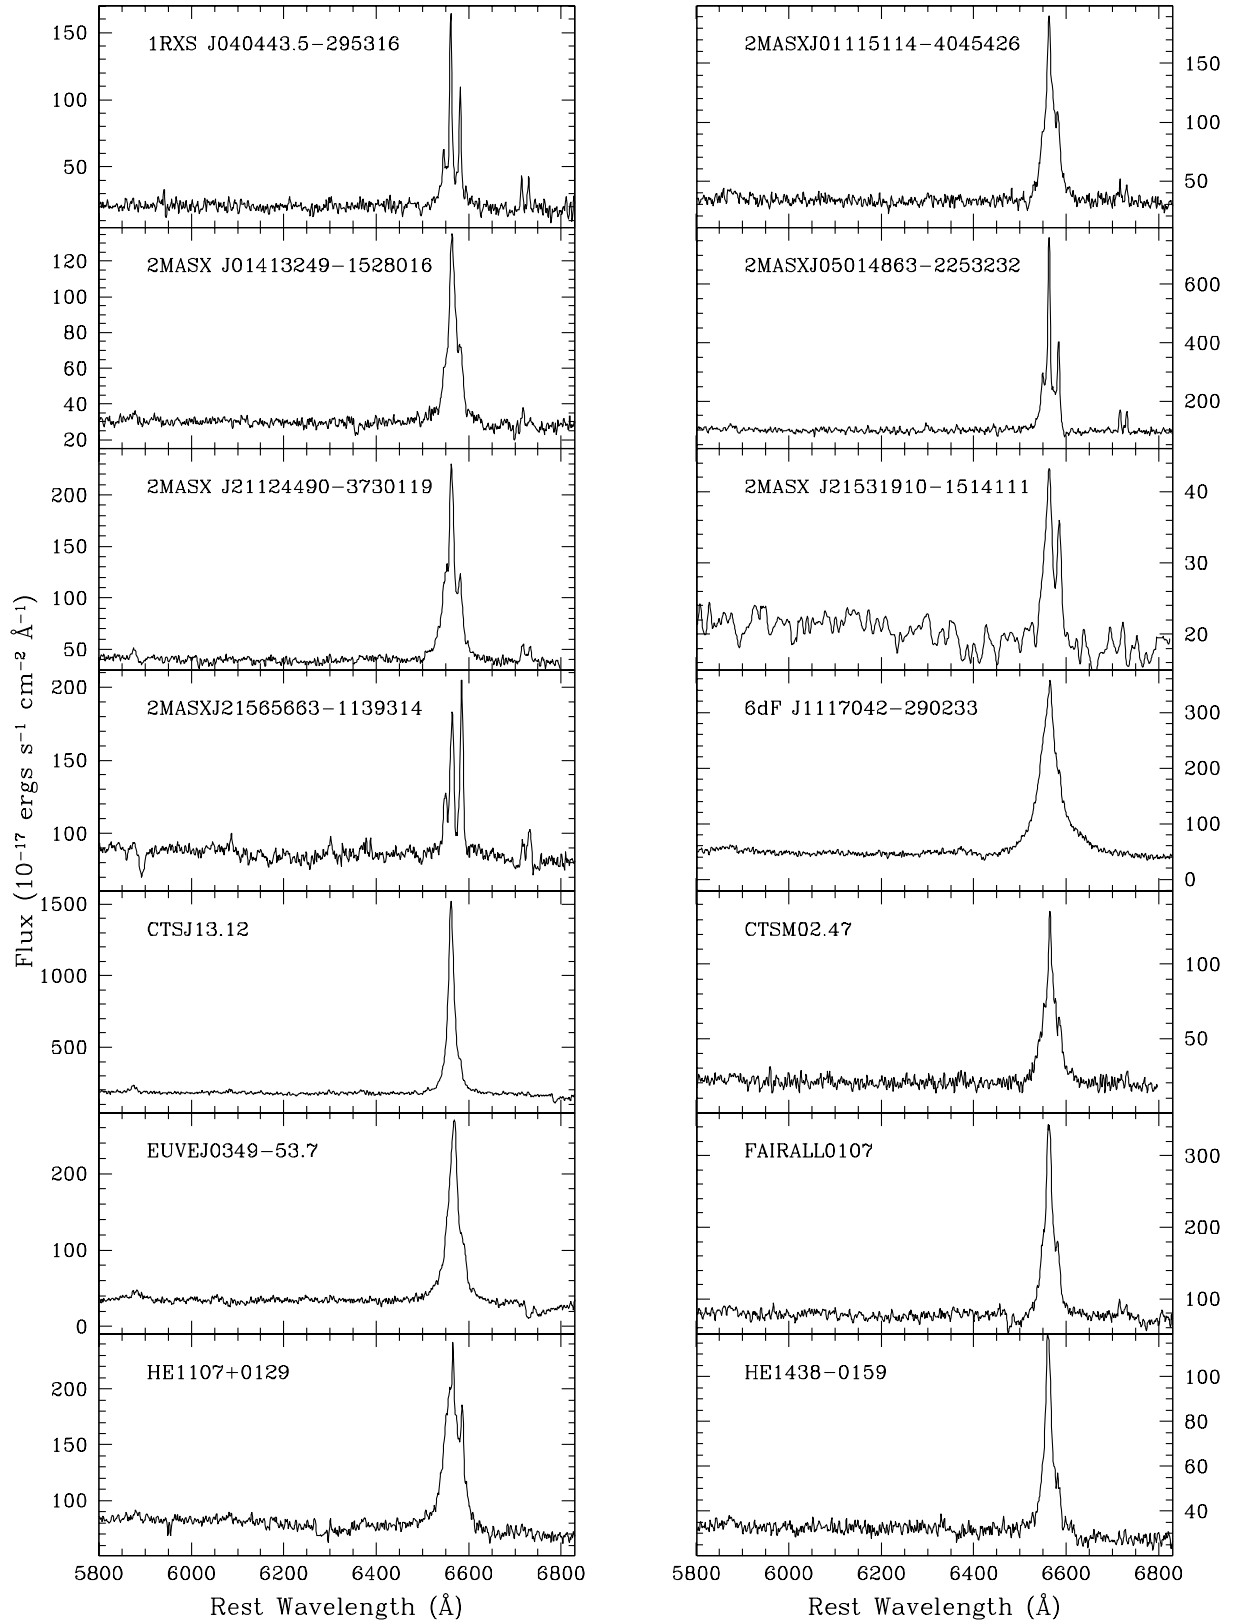 1RXS J040443.5−295316
150
100
50
2MASXJ01115114−4045426
150
100
50
2MASX J01413249−1528016
120
100
80
60
40
20
2MASXJ05014863−2253232
600
400
200
2MASX J21124490−3730119
200
150
100
50
2MASX J21531910−1514111
40
30
20
2MASXJ21565663−1139314
200
150
100
6dF J1117042−290233
300
200
100
0
CTSJ13.12
1500
1000
500
CTSM02.47
100
50
EUVEJ0349−53.7
200
100
0
FAIRALL0107
300
200
100
HE1107+0129
200
150
100
HE1438−0159
100
80
60
40
Flux (10⁻¹⁷ ergs s⁻¹ cm⁻² Å⁻¹)
5800 6000 6200 6400 6600 6800
5800 6000 6200 6400 6600 6800
Rest Wavelength (Å)
Rest Wavelength (Å)